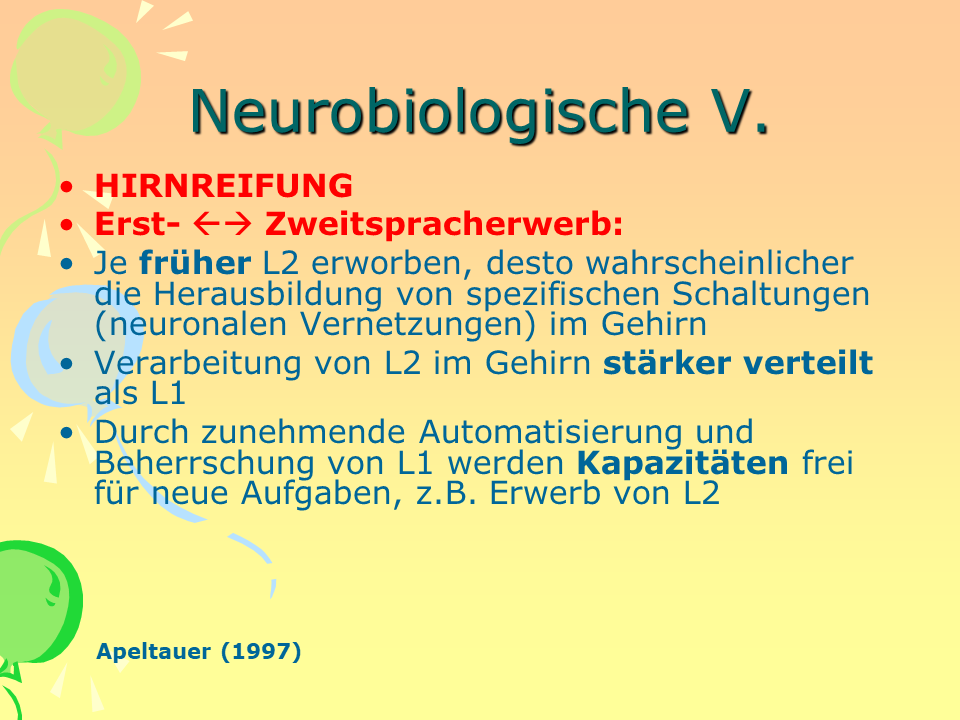 Neurobiologische V.
• HIRNREIFUNG
• Erst- ←→ Zweitspracherwerb:
• Je früher L2 erworben, desto wahrscheinlicher
die Herausbildung von spezifischen Schaltungen
(neuronalen Vernetzungen) im Gehirn
• Verarbeitung von L2 im Gehirn stärker verteilt
als L1
• Durch zunehmende Automatisierung und
Beherrschung von L1 werden Kapazitäten frei
für neue Aufgaben, z.B. Erwerb von L2
Apeltauer (1997)